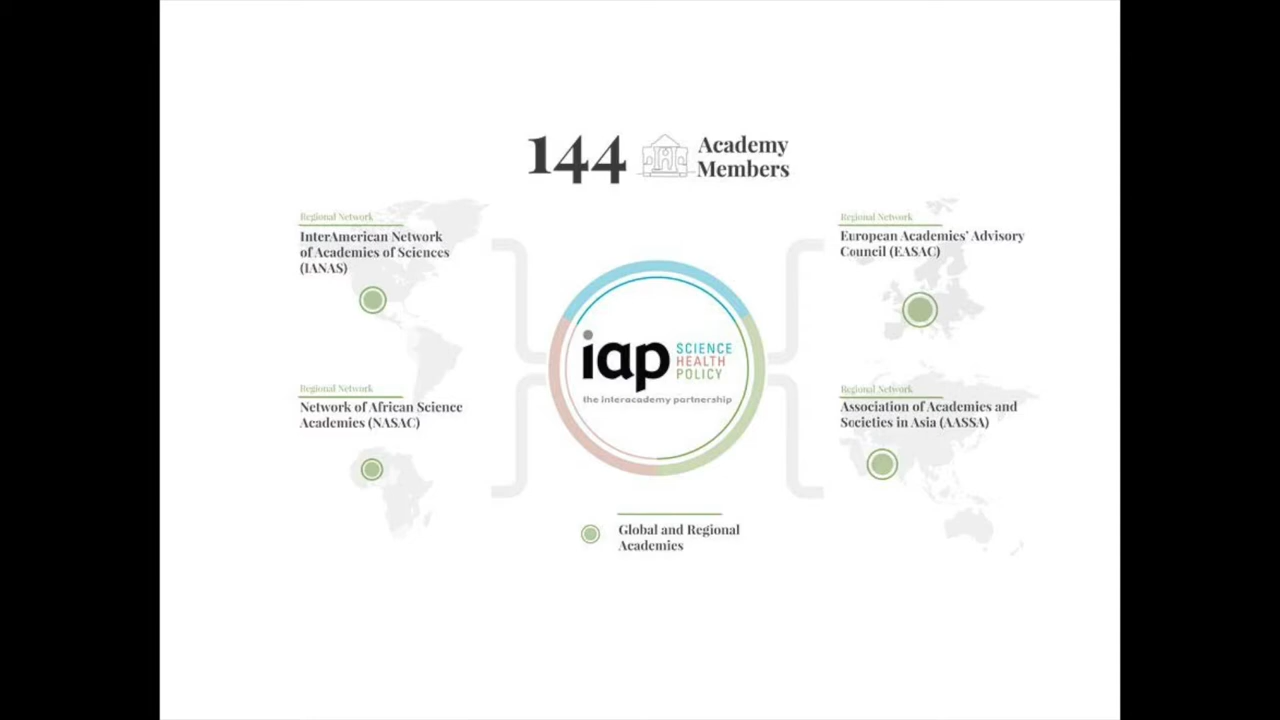 144
Academy
Members
Regional Network
InterAmerican Network
of Academies of Sciences
(IANAS)
Regional Network
European Academies' Advisory
Council (EASAC)
iap
SCIENCE
HEALTH
POLICY
the interacademy partnership
Regional Network
Network of African Science
Academies (NASAC)
Regional Network
Association of Academies and
Societies in Asia (AASSA)
Global and Regional
Academies